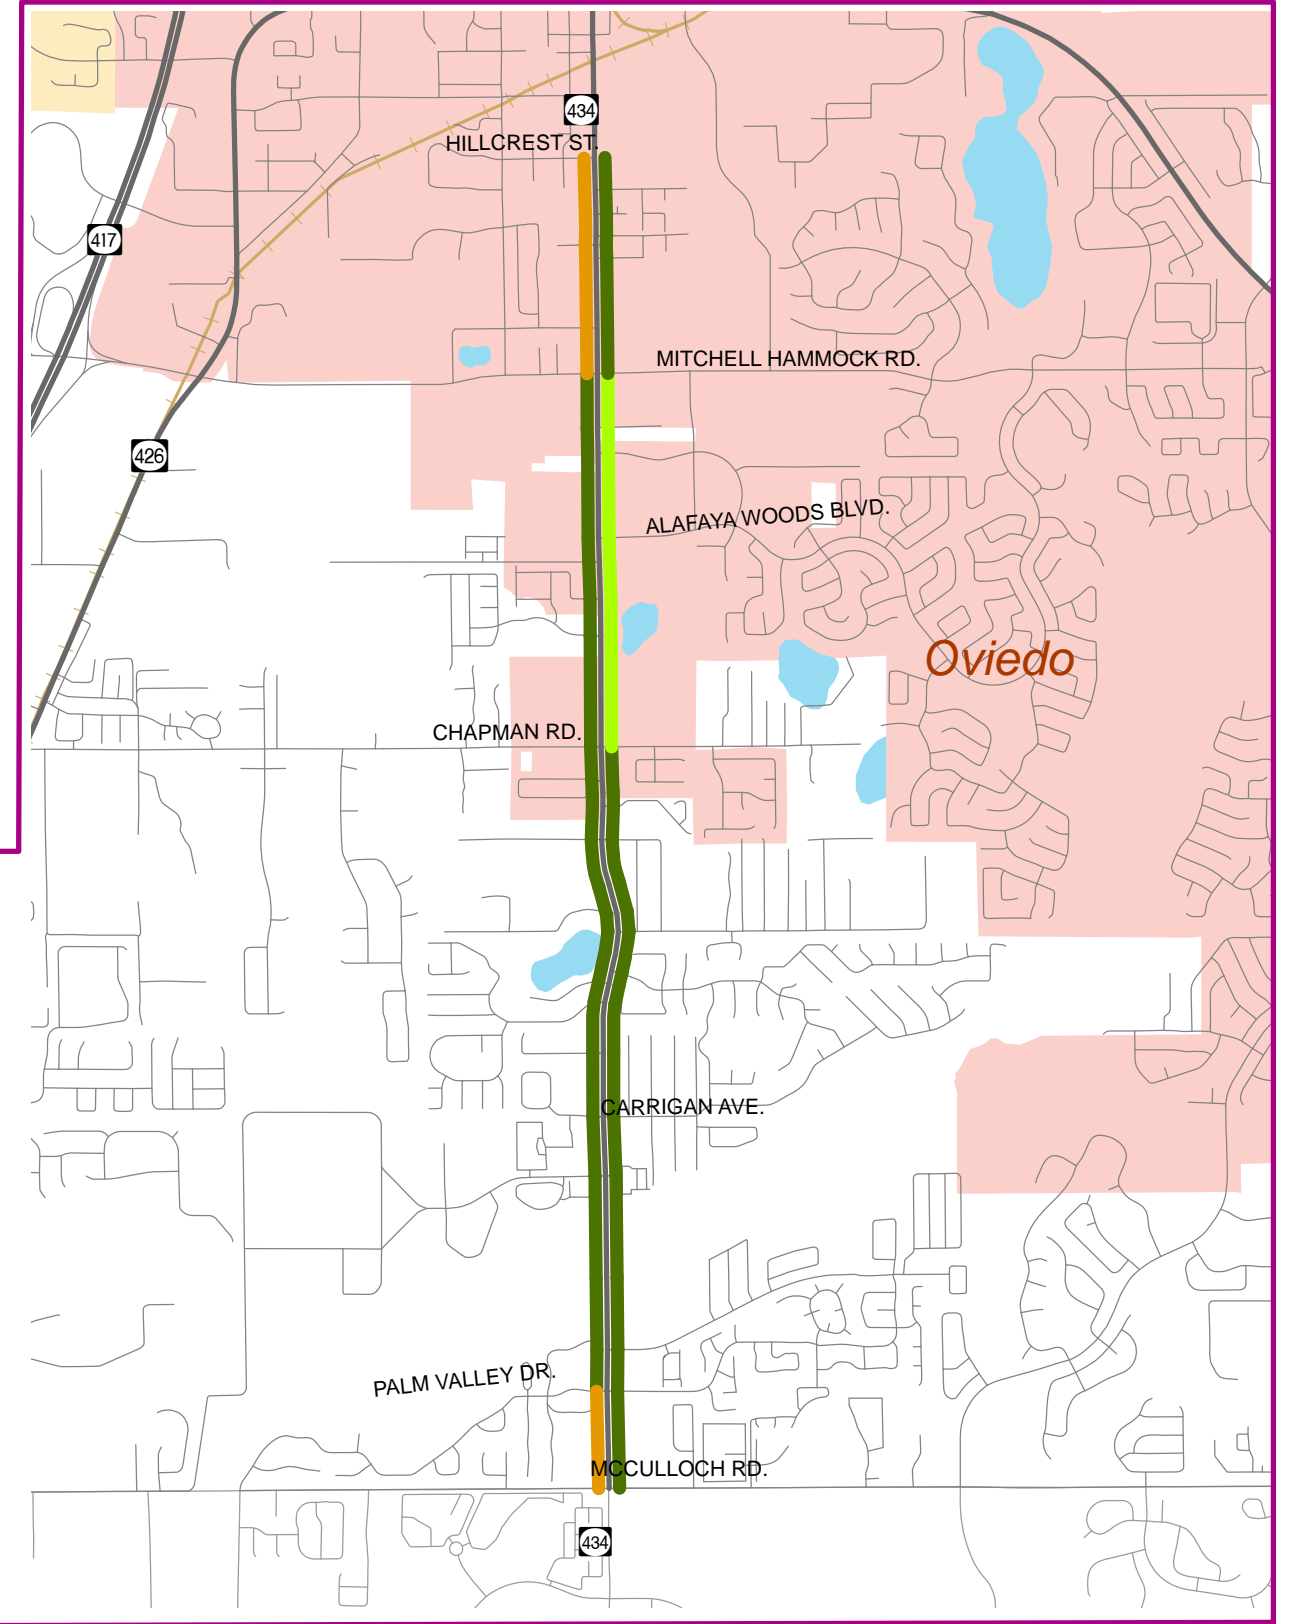 434
HILLCREST ST.
417
MITCHELL HAMMOCK RD.
426
ALAFAYA WOODS BLVD.
Oviedo
CHAPMAN RD.
CARRIGAN AVE.
PALM VALLEY DR.
MCCULLOCH RD.
434